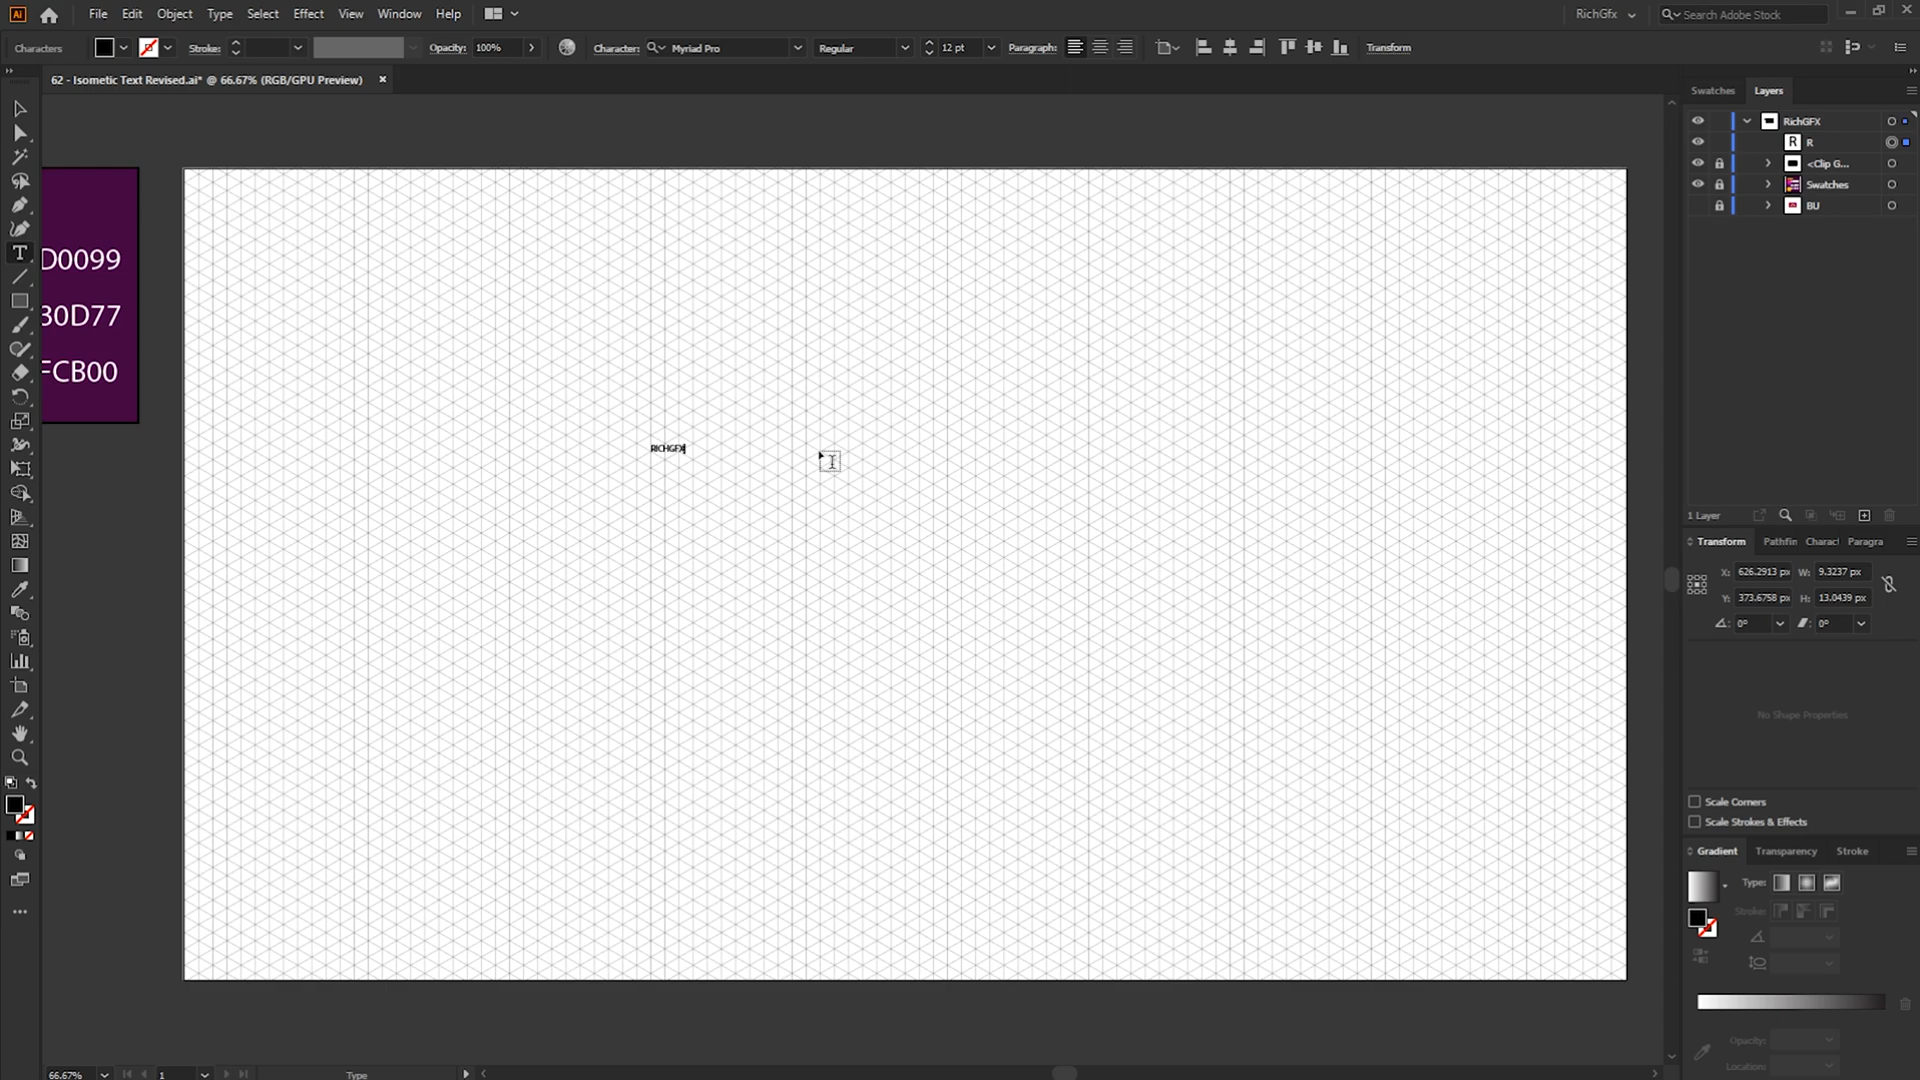 Ai File Edit Object Type Select Effect View Window Help RichGfx Search Adobe Stock
Characters Stroke: Opacity: 100% Character: Myriad Pro Regular 12 pt Paragraph: Transform
62 - Isometic Text Revised.ai* @ 66.67% (RGB/GPU Preview)
Swatches Layers
RichGFX
R R
<Clip G...
Swatches
BU
D0099
30D77
FCB00
RICHGFX
1 Layer
Transform Pathfin Charact Paragra
X: 626.2913 px W: 9.3237 px
Y: 373.6758 px H: 13.0439 px
0° 0°
No Shape Properties
Scale Corners
Scale Strokes & Effects
Gradient Transparency Stroke
Type:
Stroke:
Opacity:
Location:
66.67% 1 Type